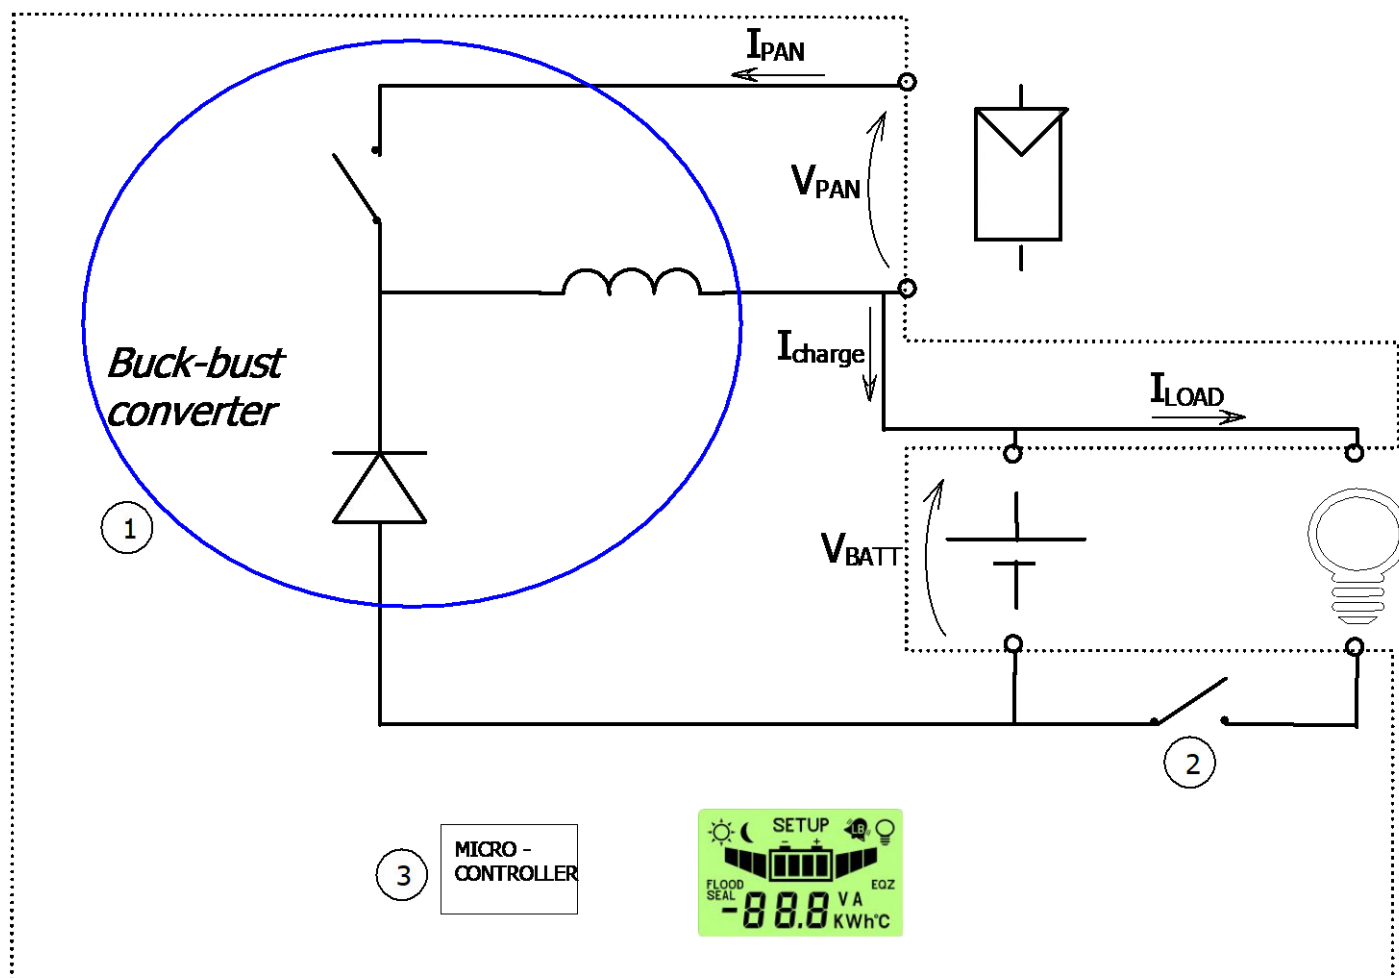 IPAN
VPAN
Icharge
ILOAD
Buck-bust
converter
1
VBATT
2
3
MICRO -
CONTROLLER
SETUP
LB
- +
FLOOD
SEAL
EQZ
-88.8
V A
KWh°C